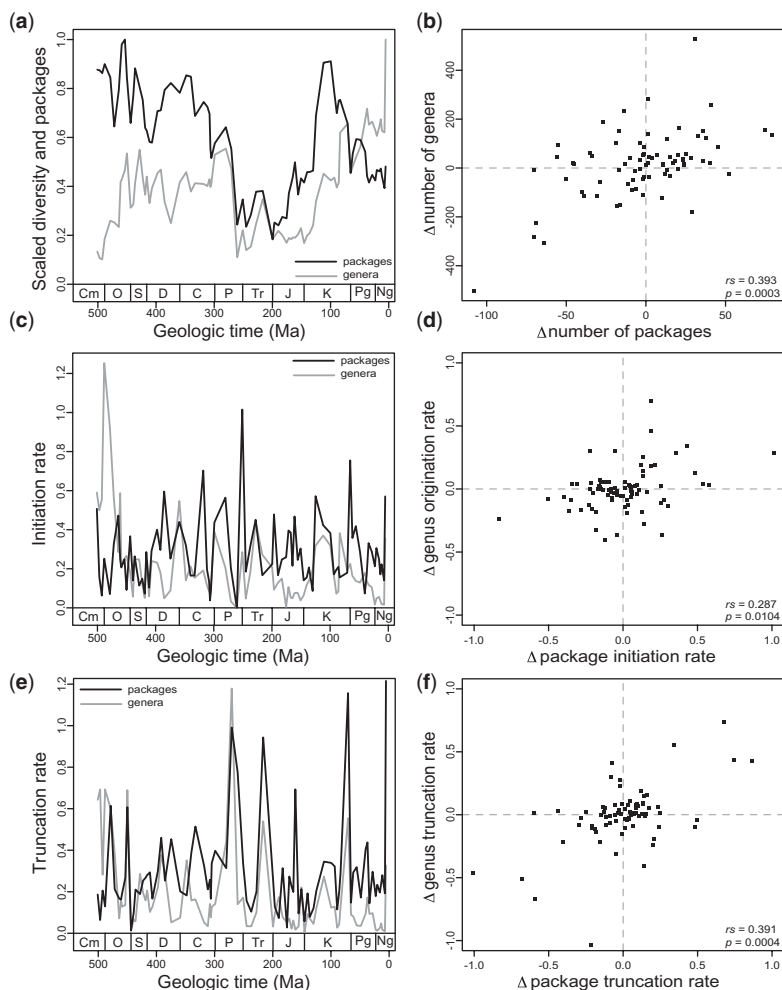 (a)
Scaled diversity and packages
1.0
0.8
0.6
0.4
0.2
0.0
packages
genera
Cm O S D C P Tr J K Pg Ng
500 400 300 200 100 0
Geologic time (Ma)
(b)
Δ number of genera
400
200
0
-200
400
-100 -50 0 50
Δ number of packages
rs = 0.393
p = 0.0003
(c)
Initiation rate
1.2
1.0
0.8
0.6
0.4
0.2
0.0
packages
genera
Cm O S D C P Tr J K Pg Ng
500 400 300 200 100 0
Geologic time (Ma)
(d)
Δ genus origination rate
1.0
0.5
0.0
-0.5
-1.0
-1.0 -0.5 0.0 0.5 1.0
Δ package initiation rate
rs = 0.287
p = 0.0104
(e)
Truncation rate
1.2
1.0
0.8
0.6
0.4
0.2
0.0
packages
genera
Cm O S D C P Tr J K Pg Ng
500 400 300 200 100 0
Geologic time (Ma)
(f)
Δ genus truncation rate
1.0
0.5
0.0
-0.5
-1.0
-1.0 -0.5 0.0 0.5 1.0
Δ package truncation rate
rs = 0.391
p = 0.0004